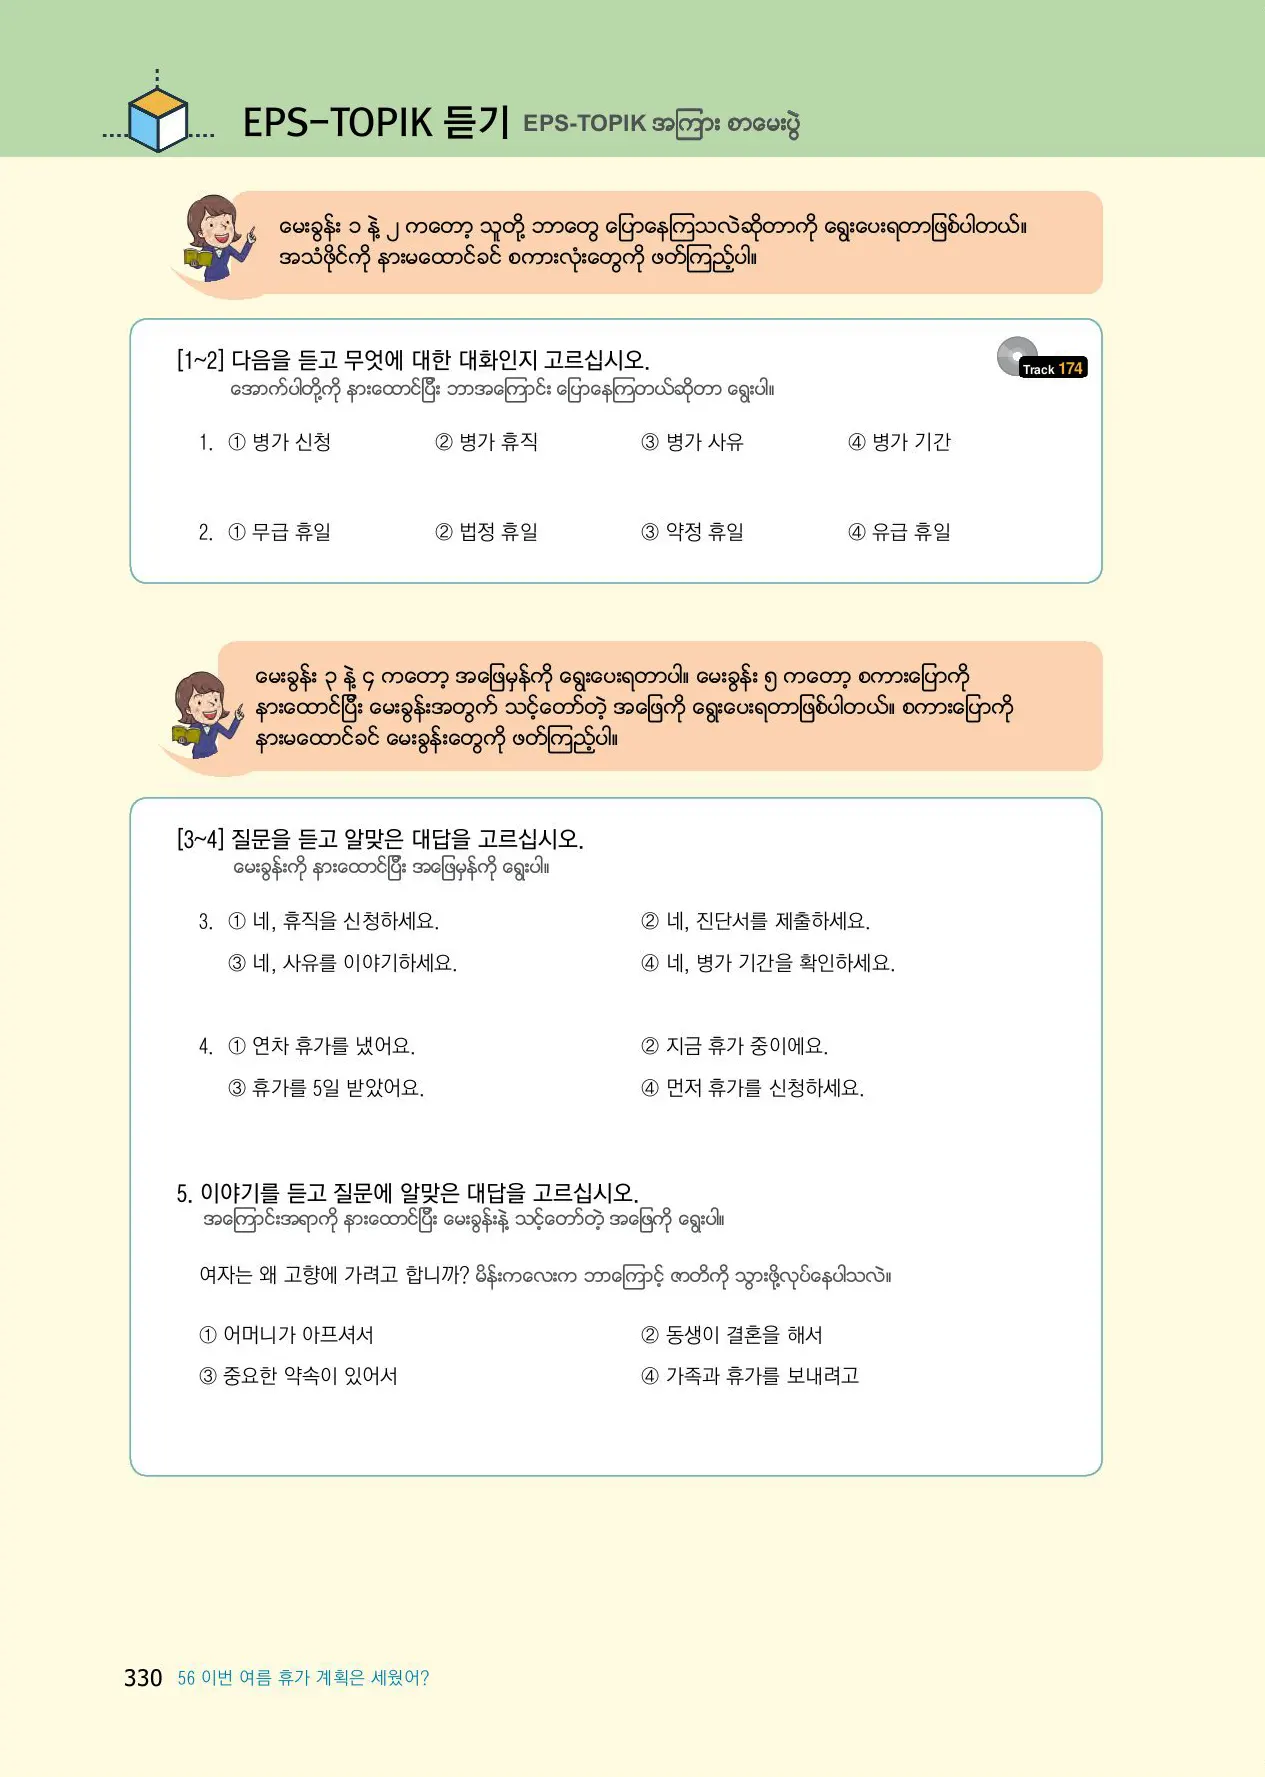 EPS-TOPIK 듣기 EPS-TOPIK အကြား စာမေးပွဲ
မေးခွန်း ၁ နဲ့ ၂ ကတော့ သူတို့ ဘာတွေ ပြောနေကြသလဲဆိုတာကို ရွေးပေးရတာဖြစ်ပါတယ်။
အသံဖိုင်ကို နားမထောင်ခင် စကားလုံးတွေကို ဖတ်ကြည့်ပါ။
[1~2] 다음을 듣고 무엇에 대한 대화인지 고르십시오.
Track 174
အောက်ပါတို့ကို နားထောင်ပြီး ဘာအကြောင်း ပြောနေကြတယ်ဆိုတာ ရွေးပါ။
1. ① 병가 신청 ② 병가 휴직 ③ 병가 사유 ④ 병가 기간
2. ① 무급 휴일 ② 법정 휴일 ③ 약정 휴일 ④ 유급 휴일
မေးခွန်း ၃ နဲ့ ၄ ကတော့ အဖြေမှန်ကို ရွေးပေးရတာပါ။ မေးခွန်း ၅ ကတော့ စကားပြောကို
နားထောင်ပြီး မေးခွန်းအတွက် သင့်တော်တဲ့ အဖြေကို ရွေးပေးရတာဖြစ်ပါတယ်။ စကားပြောကို
နားမထောင်ခင် မေးခွန်းတွေကို ဖတ်ကြည့်ပါ။
[3~4] 질문을 듣고 알맞은 대답을 고르십시오.
မေးခွန်းကို နားထောင်ပြီး အဖြေမှန်ကို ရွေးပါ။
3. ① 네, 휴직을 신청하세요. ② 네, 진단서를 제출하세요.
③ 네, 사유를 이야기하세요. ④ 네, 병가 기간을 확인하세요.
4. ① 연차 휴가를 냈어요. ② 지금 휴가 중이에요.
③ 휴가를 5일 받았어요. ④ 먼저 휴가를 신청하세요.
5. 이야기를 듣고 질문에 알맞은 대답을 고르십시오.
အကြောင်းအရာကို နားထောင်ပြီး မေးခွန်းနဲ့ သင့်တော်တဲ့ အဖြေကို ရွေးပါ။
여자는 왜 고향에 가려고 합니까? မိန်းကလေးက ဘာကြောင့် ဇာတိကို သွားဖို့လုပ်နေပါသလဲ။
① 어머니가 아프셔서 ② 동생이 결혼을 해서
③ 중요한 약속이 있어서 ④ 가족과 휴가를 보내려고
330 56 이번 여름 휴가 계획은 세웠어?